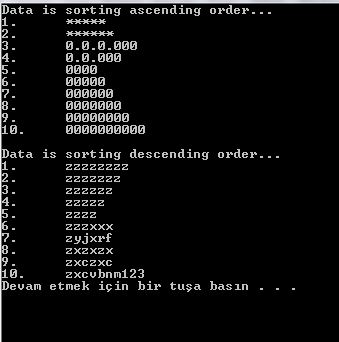 Data is sorting ascending order...
1. *****
2. ******
3. 0.0.0.000
4. 0.0.000
5. 0000
6. 00000
7. 000000
8. 0000000
9. 00000000
10. 0000000000
Data is sorting descending order...
1. zzzzzzzz
2. zzzzzzz
3. zzzzzz
4. zzzzz
5. zzzz
6. zzzxxx
7. zyjxrf
8. zxzxzx
9. zxczxc
10. zxcvbnm123
Devam etmek için bir tuşa basın . . .